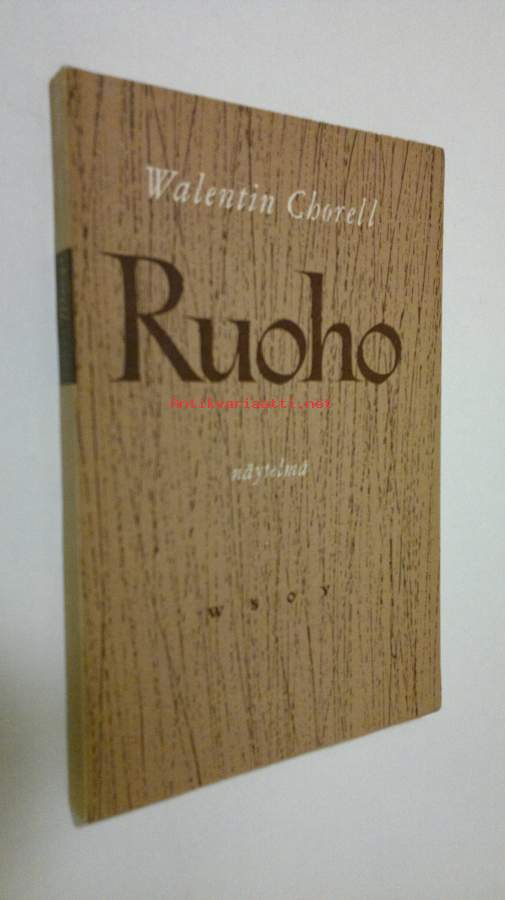 Walentin Chorell
Ruoho
antikvariaatti.net
näytelmä
WSOY